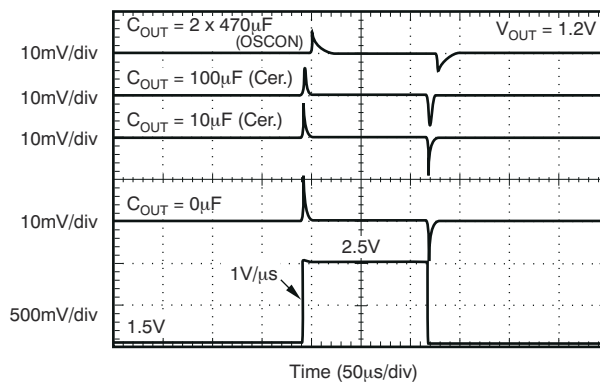 C_OUT = 2 x 470μF
(OSCON)
V_OUT = 1.2V
10mV/div
C_OUT = 100μF (Cer.)
10mV/div
C_OUT = 10μF (Cer.)
10mV/div
C_OUT = 0μF
10mV/div
2.5V
1V/μs
500mV/div
1.5V
Time (50μs/div)